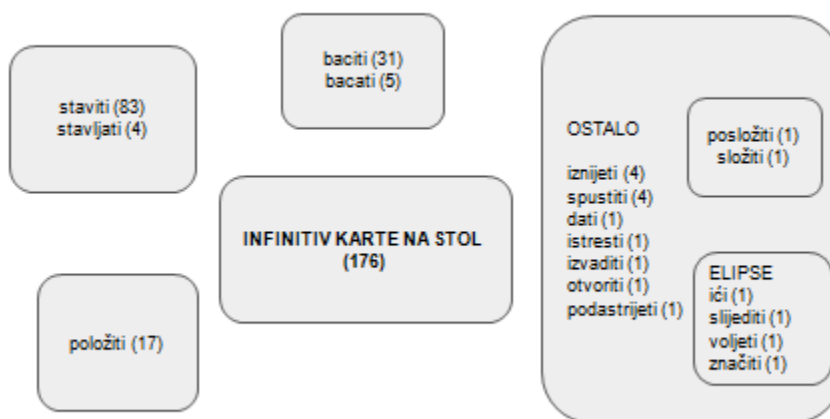 baciti (31)
bacati (5)
staviti (83)
stavljati (4)
INFINITIV KARTE NA STOL
(176)
položiti (17)
OSTALO
iznijeti (4)
spustiti (4)
dati (1)
istresti (1)
izvaditi (1)
otvoriti (1)
podastrijeti (1)
posložiti (1)
složiti (1)
ELIPSE
ići (1)
slijediti (1)
voljeti (1)
značiti (1)